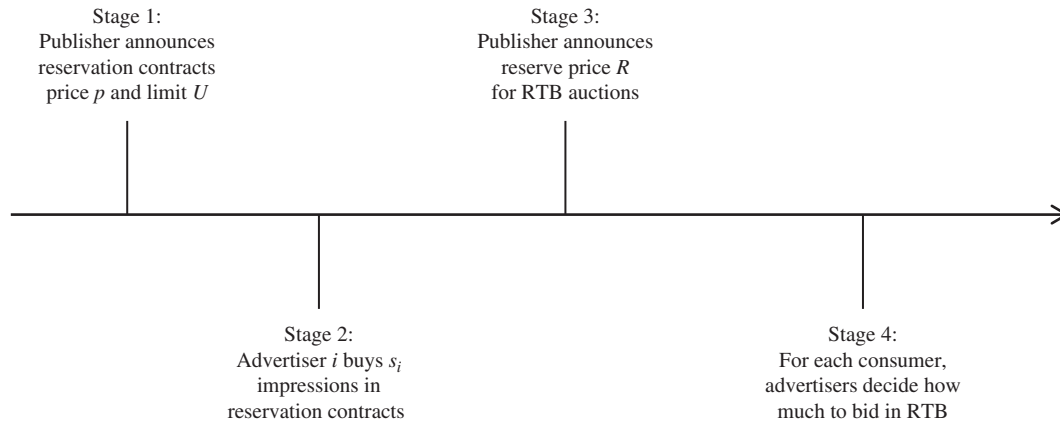 Stage 1:
Publisher announces
reservation contracts
price p and limit U
Stage 2:
Advertiser i buys sᵢ
impressions in
reservation contracts
Stage 3:
Publisher announces
reserve price R
for RTB auctions
Stage 4:
For each consumer,
advertisers decide how
much to bid in RTB